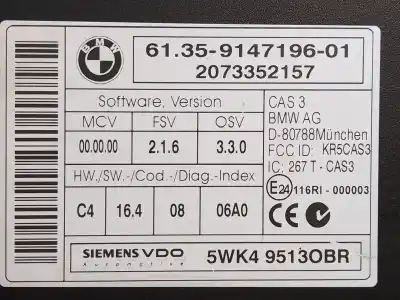 BMW
61.35-9147196-01
2073352157
Software, Version
MCV FSV OSV
00.00.00 2.1.6 3.3.0
HW./SW.-/Cod.-/Diag.-Index
C4 16.4 08 06A0
CAS 3
BMW AG
D-80788München
FCC ID: KR5CAS3
IC: 267 T - CAS3
E24 116RI - 000003
CE
SIEMENS VDO
Automotive
5WK4 9513OBR